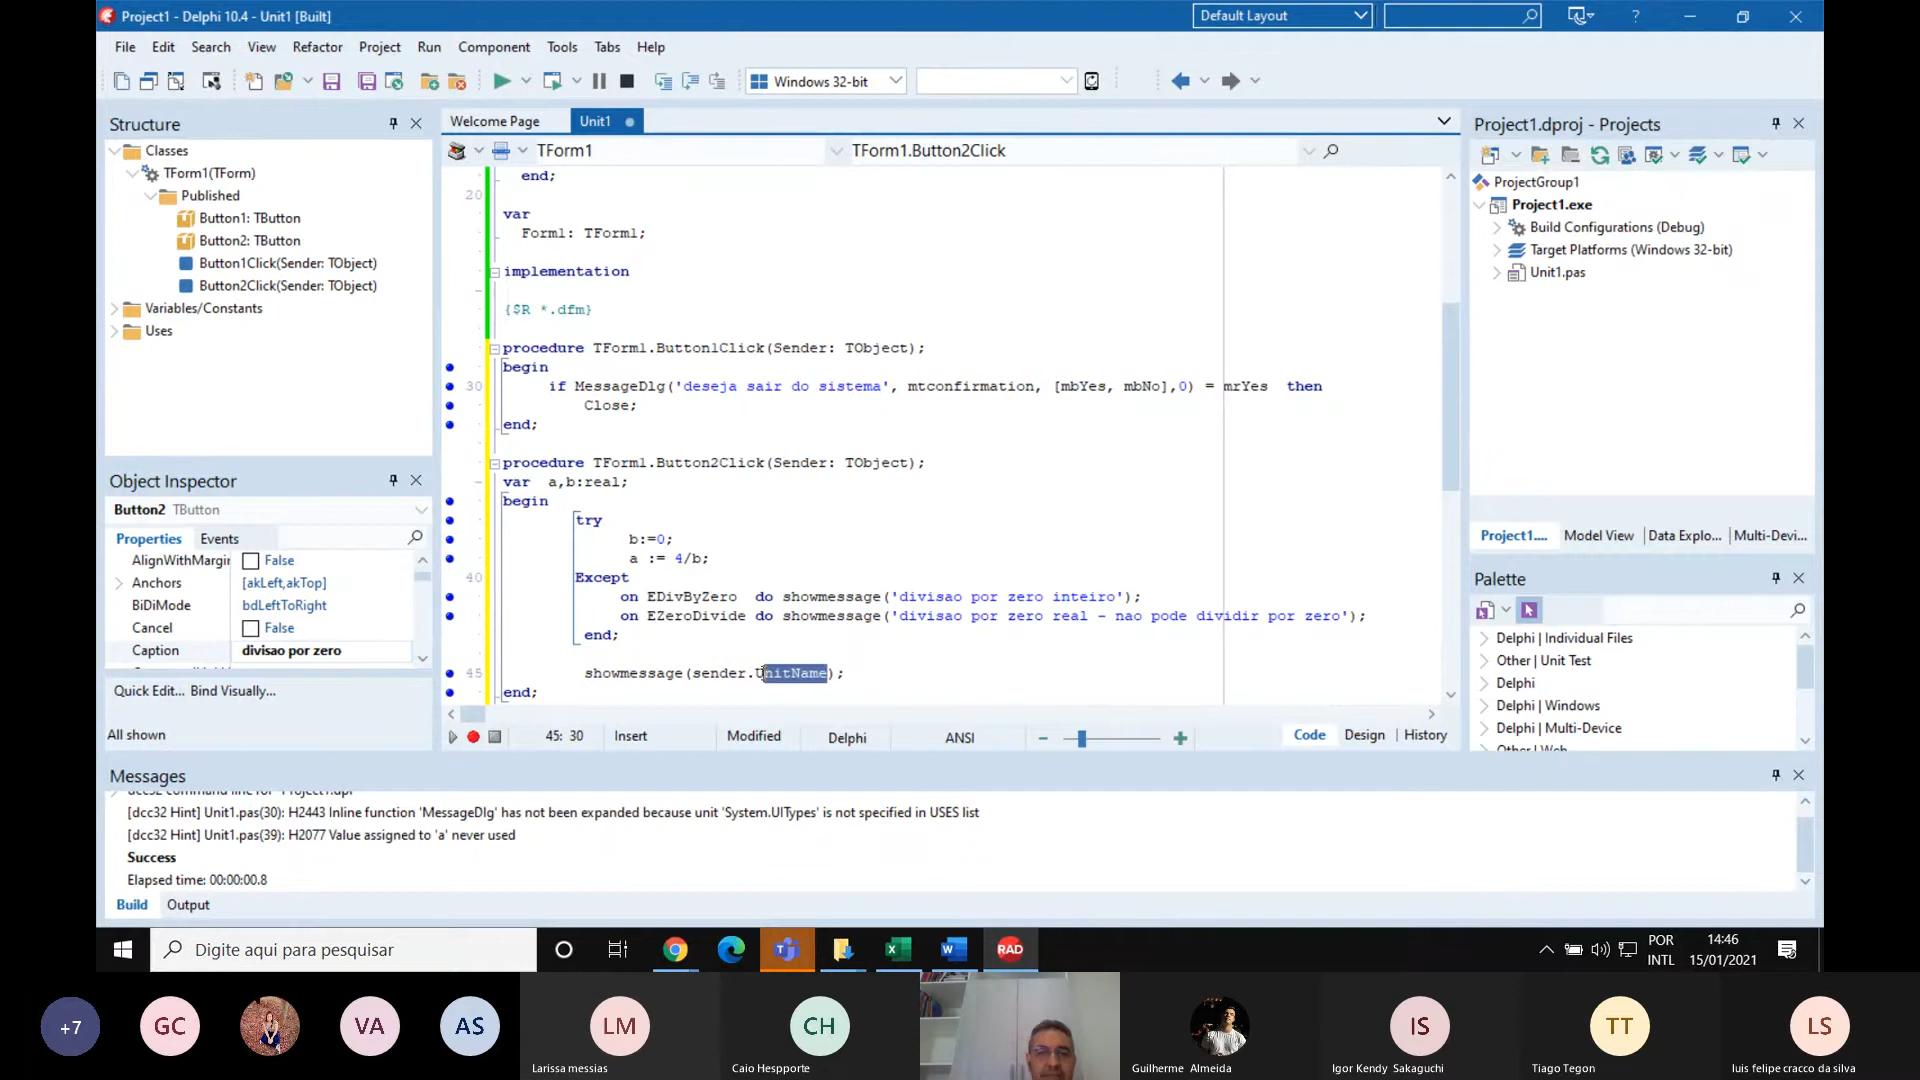 Project1 - Delphi 10.4 - Unit1 [Built]
Default Layout
?
File Edit Search View Refactor Project Run Component Tools Tabs Help
Windows 32-bit
Structure
Classes
TForm1(TForm)
Published
Button1: TButton
Button2: TButton
Button1Click(Sender: TObject)
Button2Click(Sender: TObject)
Variables/Constants
Uses
Object Inspector
Button2 TButton
Properties Events
AlignWithMargin False
Anchors [akLeft,akTop]
BiDiMode bdLeftToRight
Cancel False
Caption divisao por zero
Quick Edit... Bind Visually...
All shown
Welcome Page Unit1
TForm1 TForm1.Button2Click
end;
20
var
Form1: TForm1;
implementation
{$R *.dfm}
procedure TForm1.Button1Click(Sender: TObject);
begin
30 if MessageDlg('deseja sair do sistema', mtconfirmation, [mbYes, mbNo],0) = mrYes then
Close;
end;
procedure TForm1.Button2Click(Sender: TObject);
var a,b:real;
begin
try
b:=0;
a := 4/b;
40 Except
on EDivByZero do showmessage('divisao por zero inteiro');
on EZeroDivide do showmessage('divisao por zero real - nao pode dividir por zero');
end;
45 showmessage(sender.UnitName);
end;
45: 30 Insert Modified Delphi ANSI Code Design History
Project1.dproj - Projects
ProjectGroup1
Project1.exe
Build Configurations (Debug)
Target Platforms (Windows 32-bit)
Unit1.pas
Project1.... Model View Data Explo... Multi-Devi...
Palette
Delphi | Individual Files
Other | Unit Test
Delphi
Delphi | Windows
Delphi | Multi-Device
Other | Web
Messages
dcc32 command line for "Project1.dpr"
[dcc32 Hint] Unit1.pas(30): H2443 Inline function 'MessageDlg' has not been expanded because unit 'System.UITypes' is not specified in USES list
[dcc32 Hint] Unit1.pas(39): H2077 Value assigned to 'a' never used
Success
Elapsed time: 00:00:00.8
Build Output
Digite aqui para pesquisar
RAD
POR
INTL
14:46
15/01/2021
+7 GC VA AS LM CH IS TT LS
Larissa messias Caio Hespporte Guilherme Almeida Igor Kendy Sakaguchi Tiago Tegon luis felipe cracco da silva